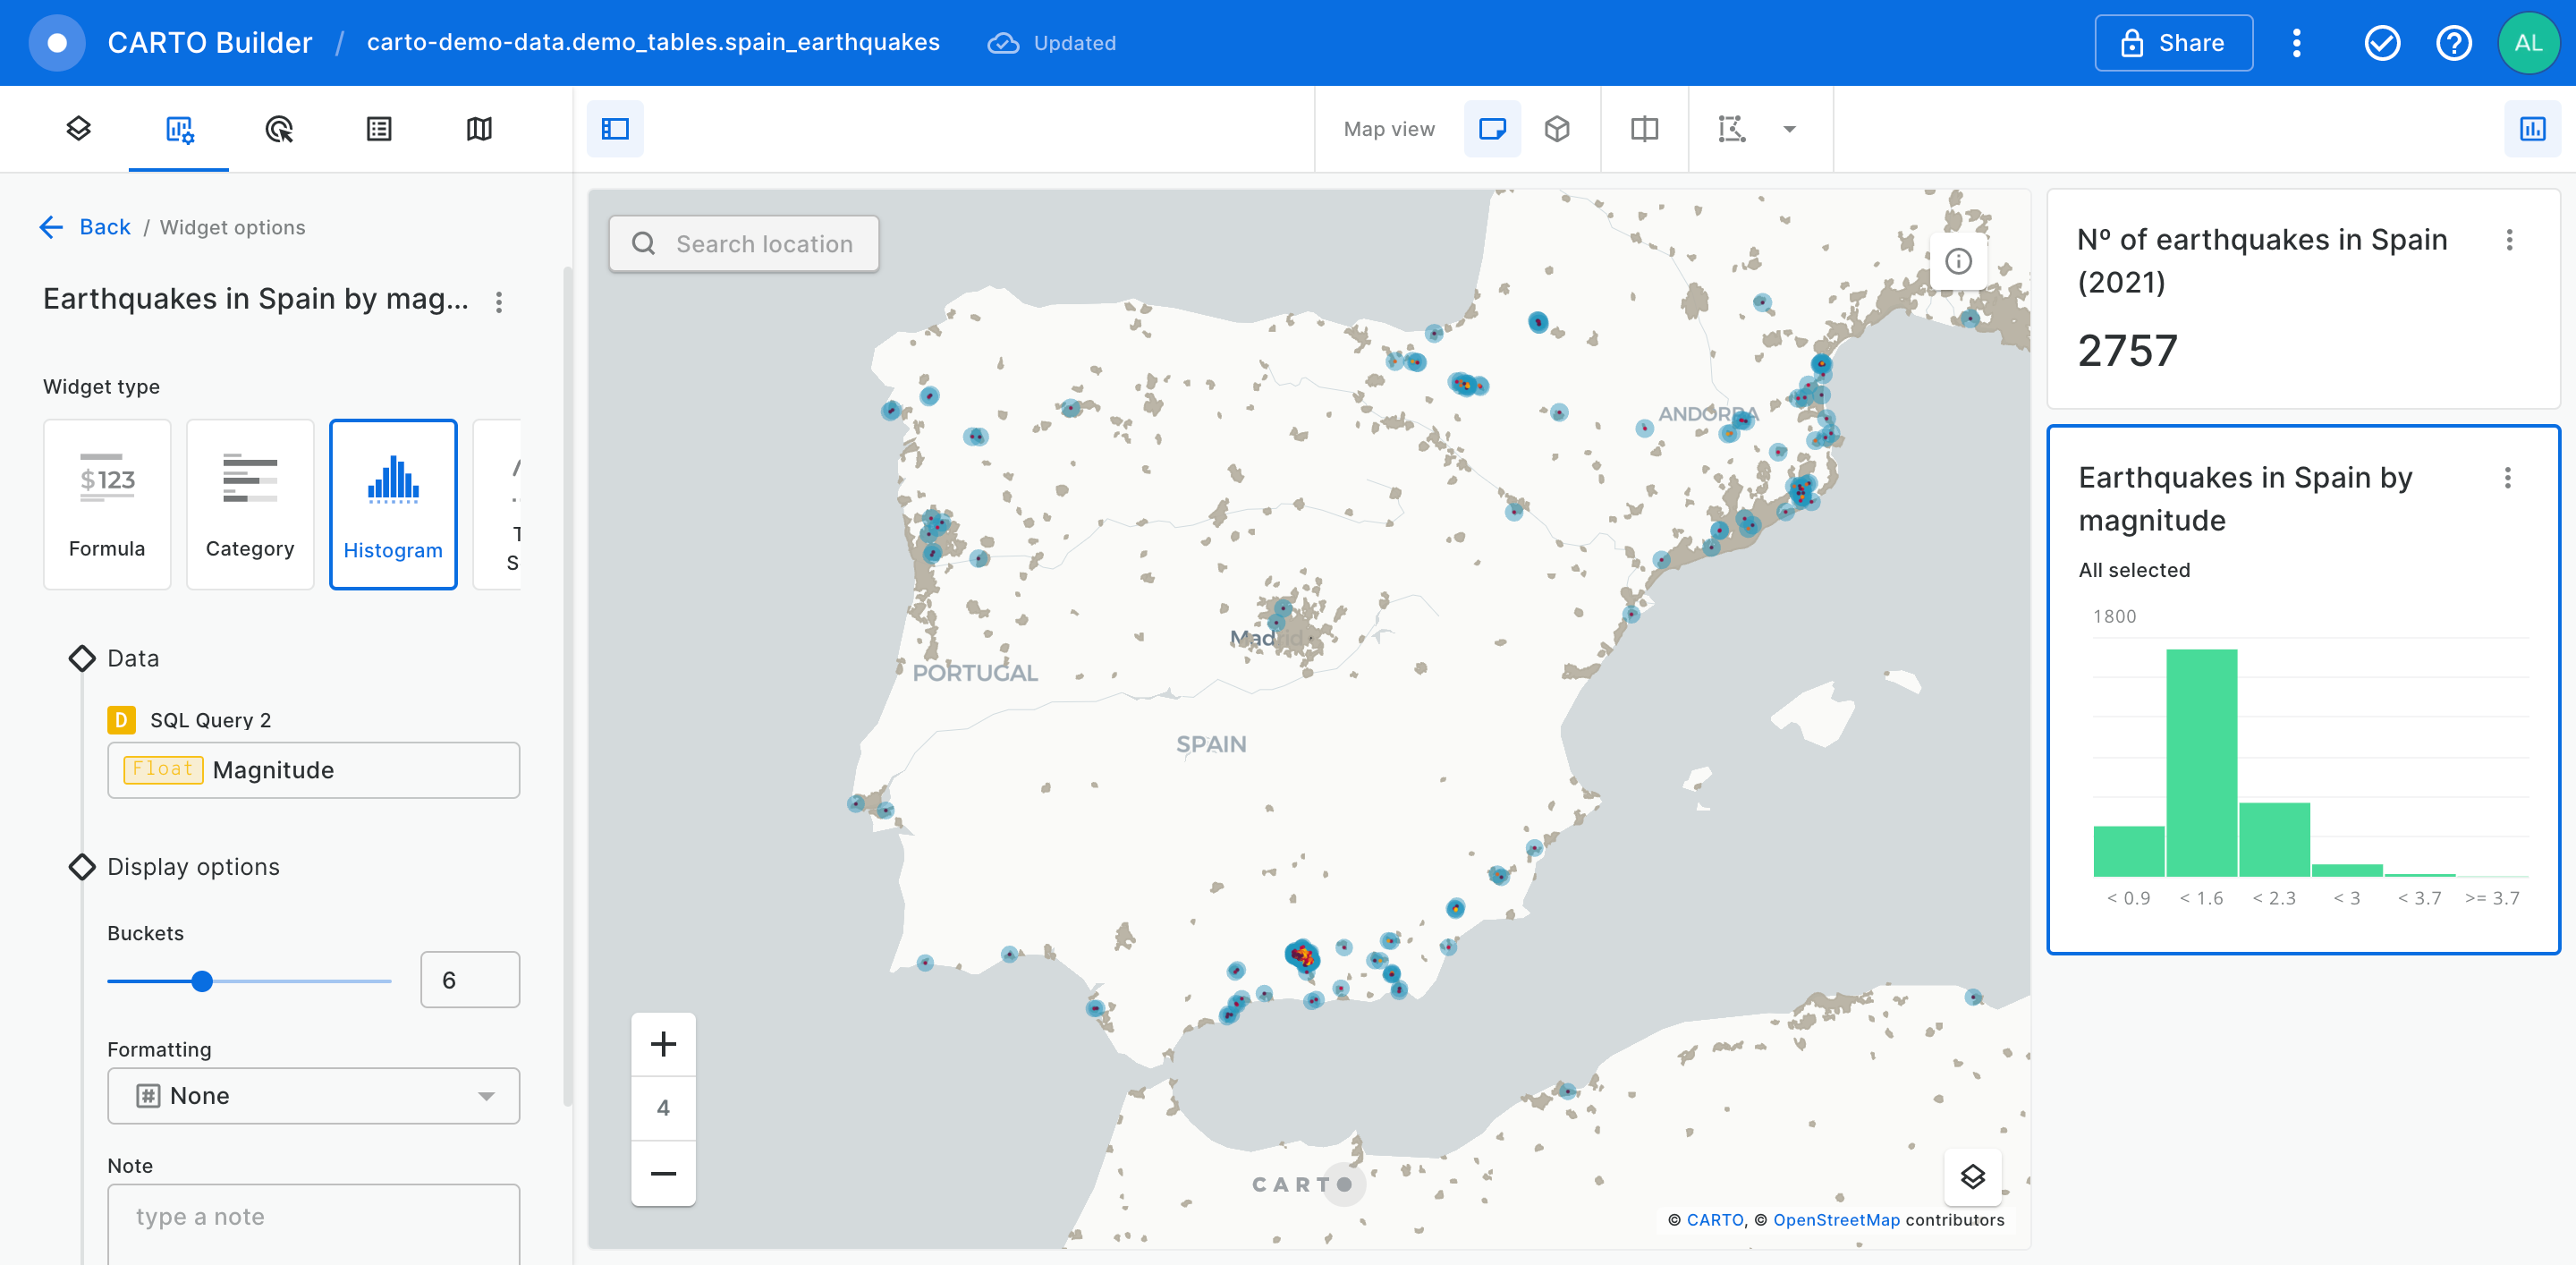 CARTO Builder / carto-demo-data.demo_tables.spain_earthquakes Updated
Share
AL
Map view
Back / Widget options
Earthquakes in Spain by mag...
Widget type
$123
Formula
Category
Histogram
T
S
Data
D SQL Query 2
Float Magnitude
Display options
Buckets
6
Formatting
# None
Note
type a note
Search location
ANDORRA
Madrid
PORTUGAL
SPAIN
+
4
−
CARTO
© CARTO, © OpenStreetMap contributors
Nº of earthquakes in Spain
(2021)
2757
Earthquakes in Spain by
magnitude
All selected
1800
< 0.9 < 1.6 < 2.3 < 3 < 3.7 >= 3.7